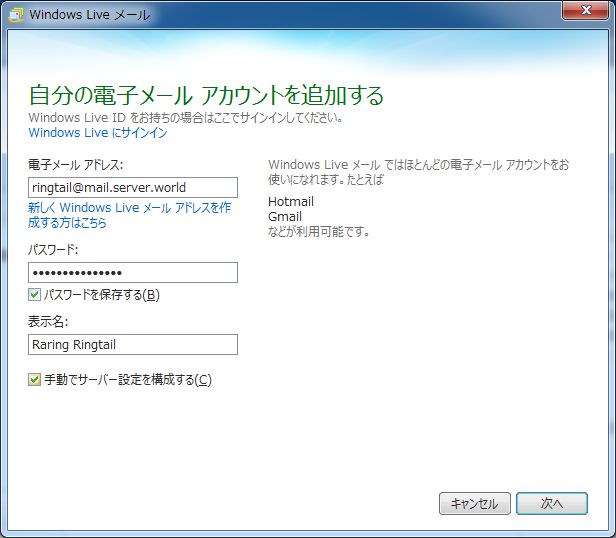 Windows Live メール
自分の電子メール アカウントを追加する
Windows Live ID をお持ちの場合はここでサインインしてください。
Windows Live にサインイン
電子メール アドレス:
ringtail@mail.server.world
新しく Windows Live メール アドレスを作
成する方はこちら
パスワード:
●●●●●●●●●●●●●●●
パスワードを保存する(B)
表示名:
Raring Ringtail
手動でサーバー設定を構成する(C)
Windows Live メール ではほとんどの電子メール アカウントをお
使いになれます。たとえば
Hotmail
Gmail
などが利用可能です。
キャンセル
次へ